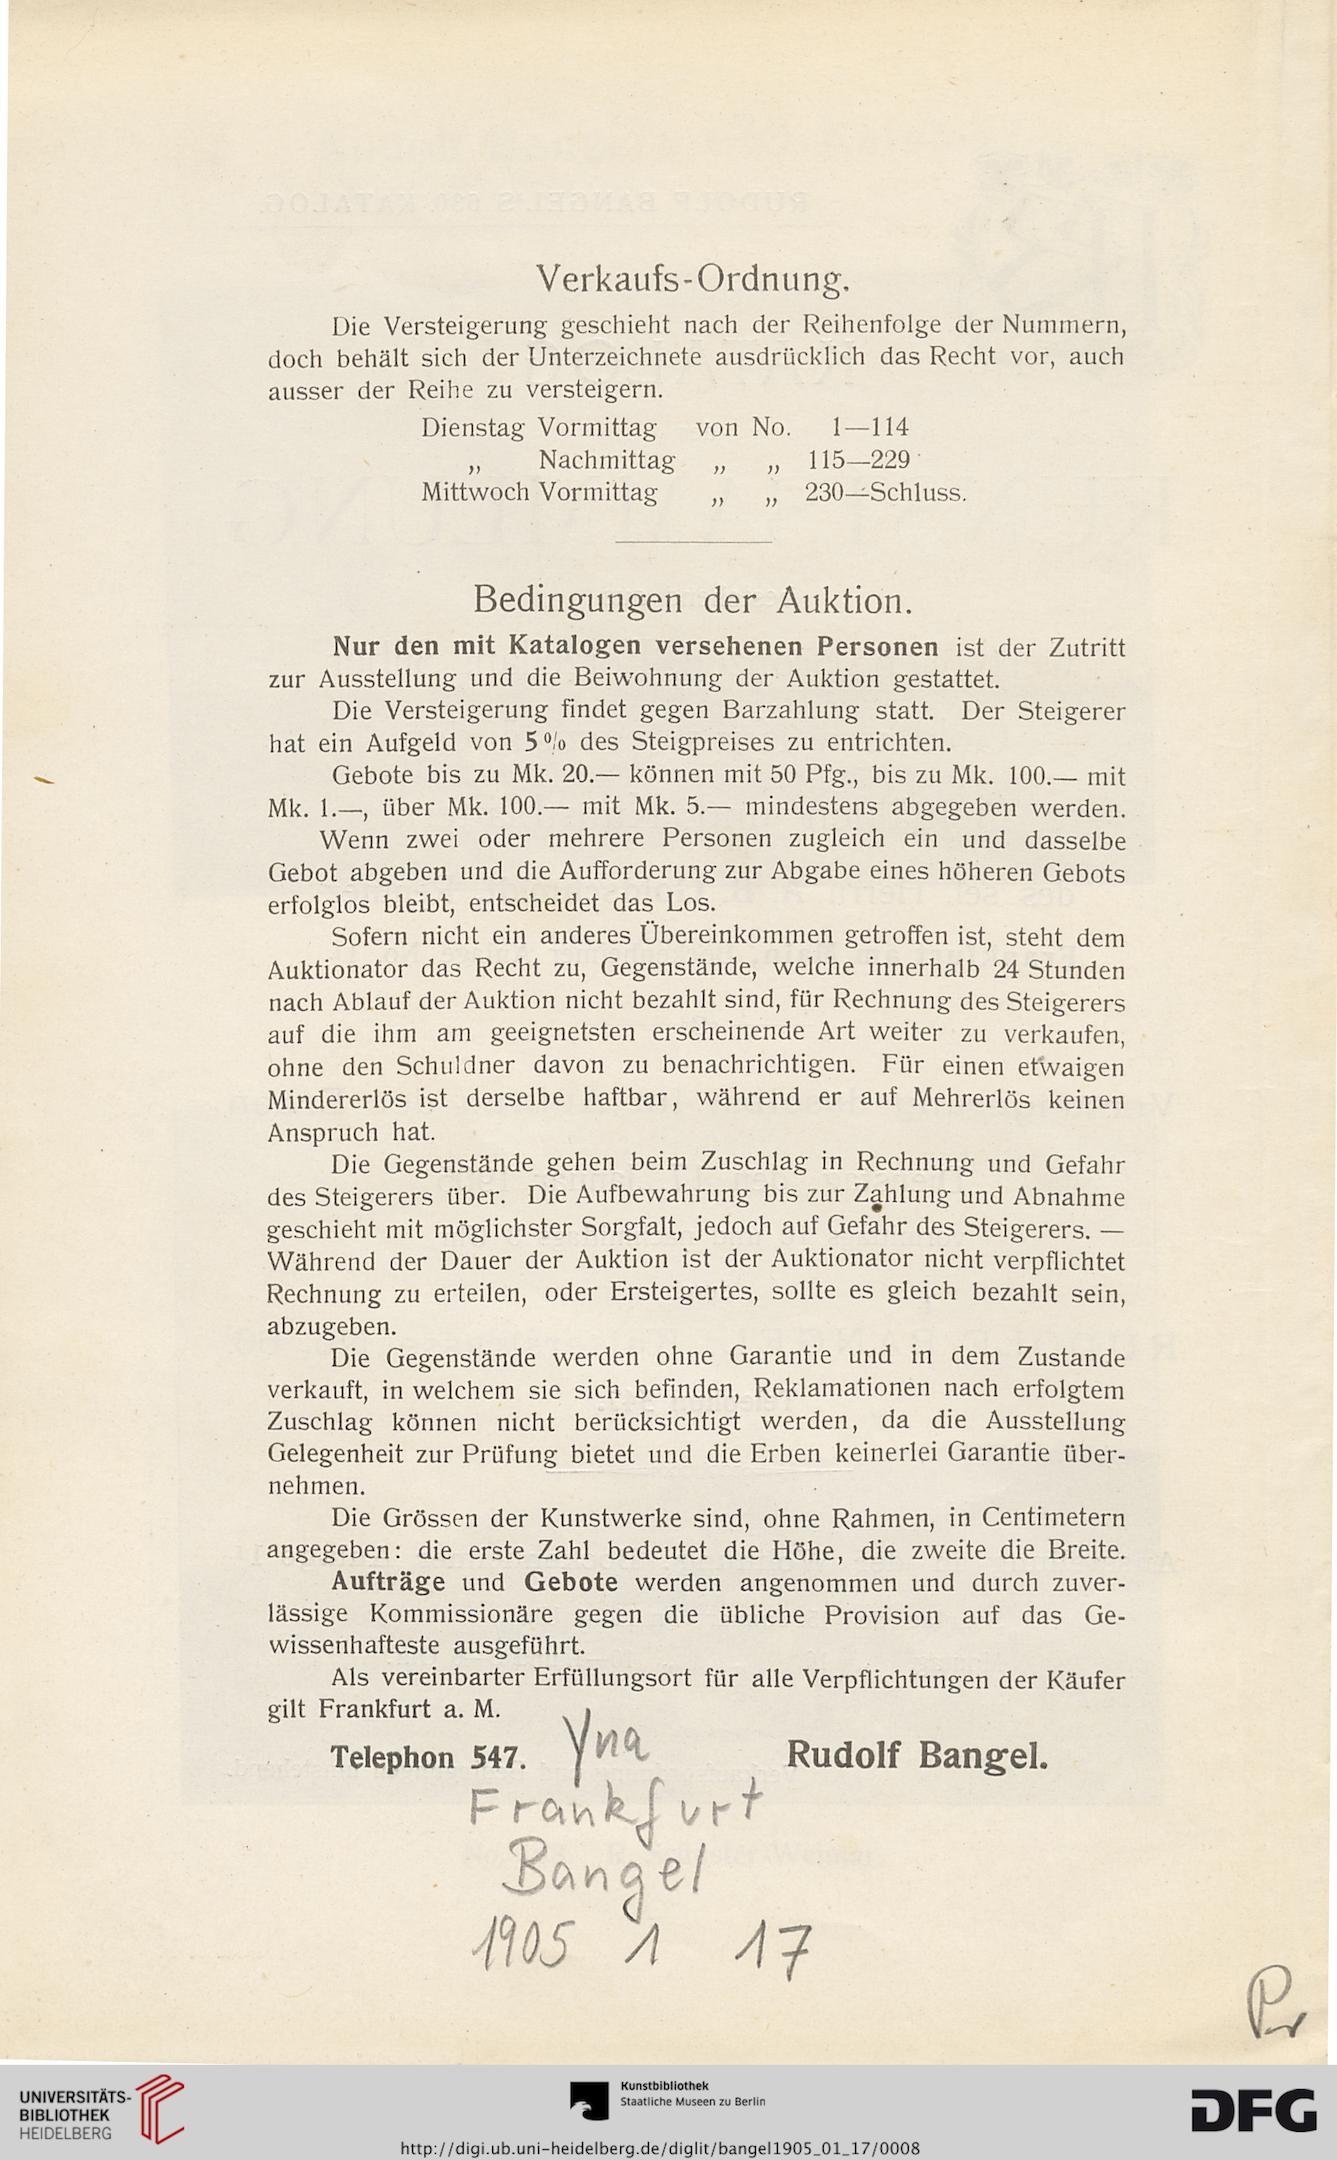 Verkaufs-Ordnung.
Die Versteigerung geschieht nach der Reihenfolge der Nummern,
doch behält sich der Unterzeichnete ausdrücklich das Recht vor, auch
ausser der Reihe zu versteigern.
Dienstag Vormittag von No. 1—114
„ Nachmittag „ „ 115—229
Mittwoch Vormittag „ „ 230—Schluss.
Bedingungen der Auktion.
Nur den mit Katalogen versehenen Personen ist der Zutritt
zur Ausstellung und die Beiwohnung der Auktion gestattet.
Die Versteigerung findet gegen Barzahlung statt. Der Steigerer
hat ein Aufgeld von 5% des Steigpreises zu entrichten.
Gebote bis zu Mk. 20.— können mit 50 Pfg., bis zu Mk. 100.— mit
Mk. 1.—, über Mk. 100.— mit Mk. 5.— mindestens abgegeben werden.
Wenn zwei oder mehrere Personen zugleich ein und dasselbe
Gebot abgeben und die Aufforderung zur Abgabe eines höheren Gebots
erfolglos bleibt, entscheidet das Los.
Sofern nicht ein anderes Übereinkommen getroffen ist, steht dem
Auktionator das Recht zu, Gegenstände, welche innerhalb 24 Stunden
nach Ablauf der Auktion nicht bezahlt sind, für Rechnung des Steigerers
auf die ihm am geeignetsten erscheinende Art weiter zu verkaufen,
ohne den Schuldner davon zu benachrichtigen. Für einen etwaigen
Mindererlös ist derselbe haftbar, während er auf Mehrerlös keinen
Anspruch hat.
Die Gegenstände gehen beim Zuschlag in Rechnung und Gefahr
des Steigerers über. Die Aufbewahrung bis zur Zahlung und Abnahme
geschieht mit möglichster Sorgfalt, jedoch auf Gefahr des Steigerers. —
Während der Dauer der Auktion ist der Auktionator nicht verpflichtet
Rechnung zu erteilen, oder Ersteigertes, sollte es gleich bezahlt sein,
abzugeben.
Die Gegenstände werden ohne Garantie und in dem Zustande
verkauft, in welchem sie sich befinden, Reklamationen nach erfolgtem
Zuschlag können nicht berücksichtigt werden, da die Ausstellung
Gelegenheit zur Prüfung bietet und die Erben keinerlei Garantie über-
nehmen.
Die Grössen der Kunstwerke sind, ohne Rahmen, in Centimetern
angegeben: die erste Zahl bedeutet die Höhe, die zweite die Breite.
Aufträge und Gebote werden angenommen und durch zuver-
lässige Kommissionäre gegen die übliche Provision auf das Ge-
wissenhafteste ausgeführt.
Als vereinbarter Erfüllungsort für alle Verpflichtungen der Käufer
gilt Frankfurt a. M.
Telephon 547. Rudolf Bangel.
Frankfurt
Bangel
1905 1 17
UNIVERSITÄTS-
BIBLIOTHEK
HEIDELBERG
Kunstbibliothek
Staatliche Museen zu Berlin
DFG
http://digi.ub.uni-heidelberg.de/diglit/bangel1905_01_17/0008